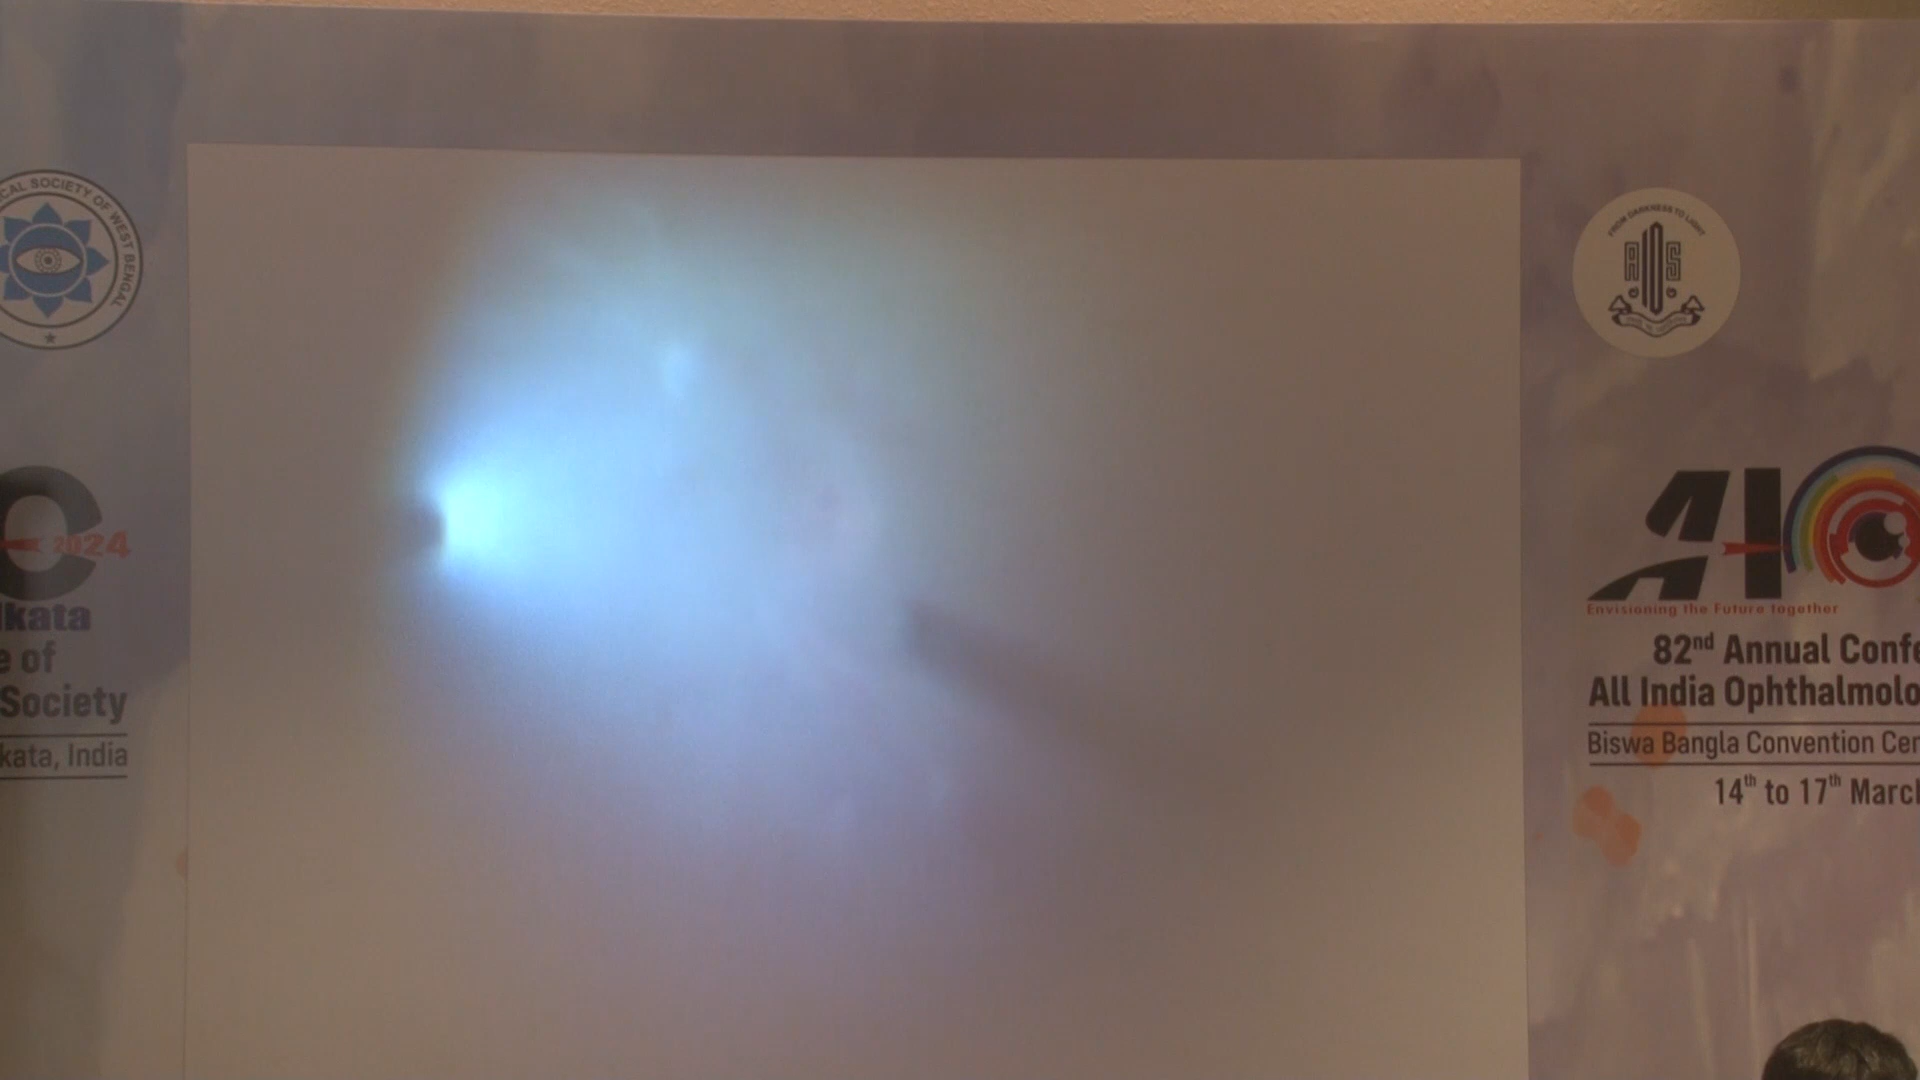 CAL SOCIETY OF WEST BENGAL
2024
lkata
e of
Society
kata, India
FROM DARKNESS TO LIGHT
AIOS
AIO
Envisioning the Future together
82nd Annual Confe
All India Ophthalmolo
Biswa Bangla Convention Cen
14th to 17th March